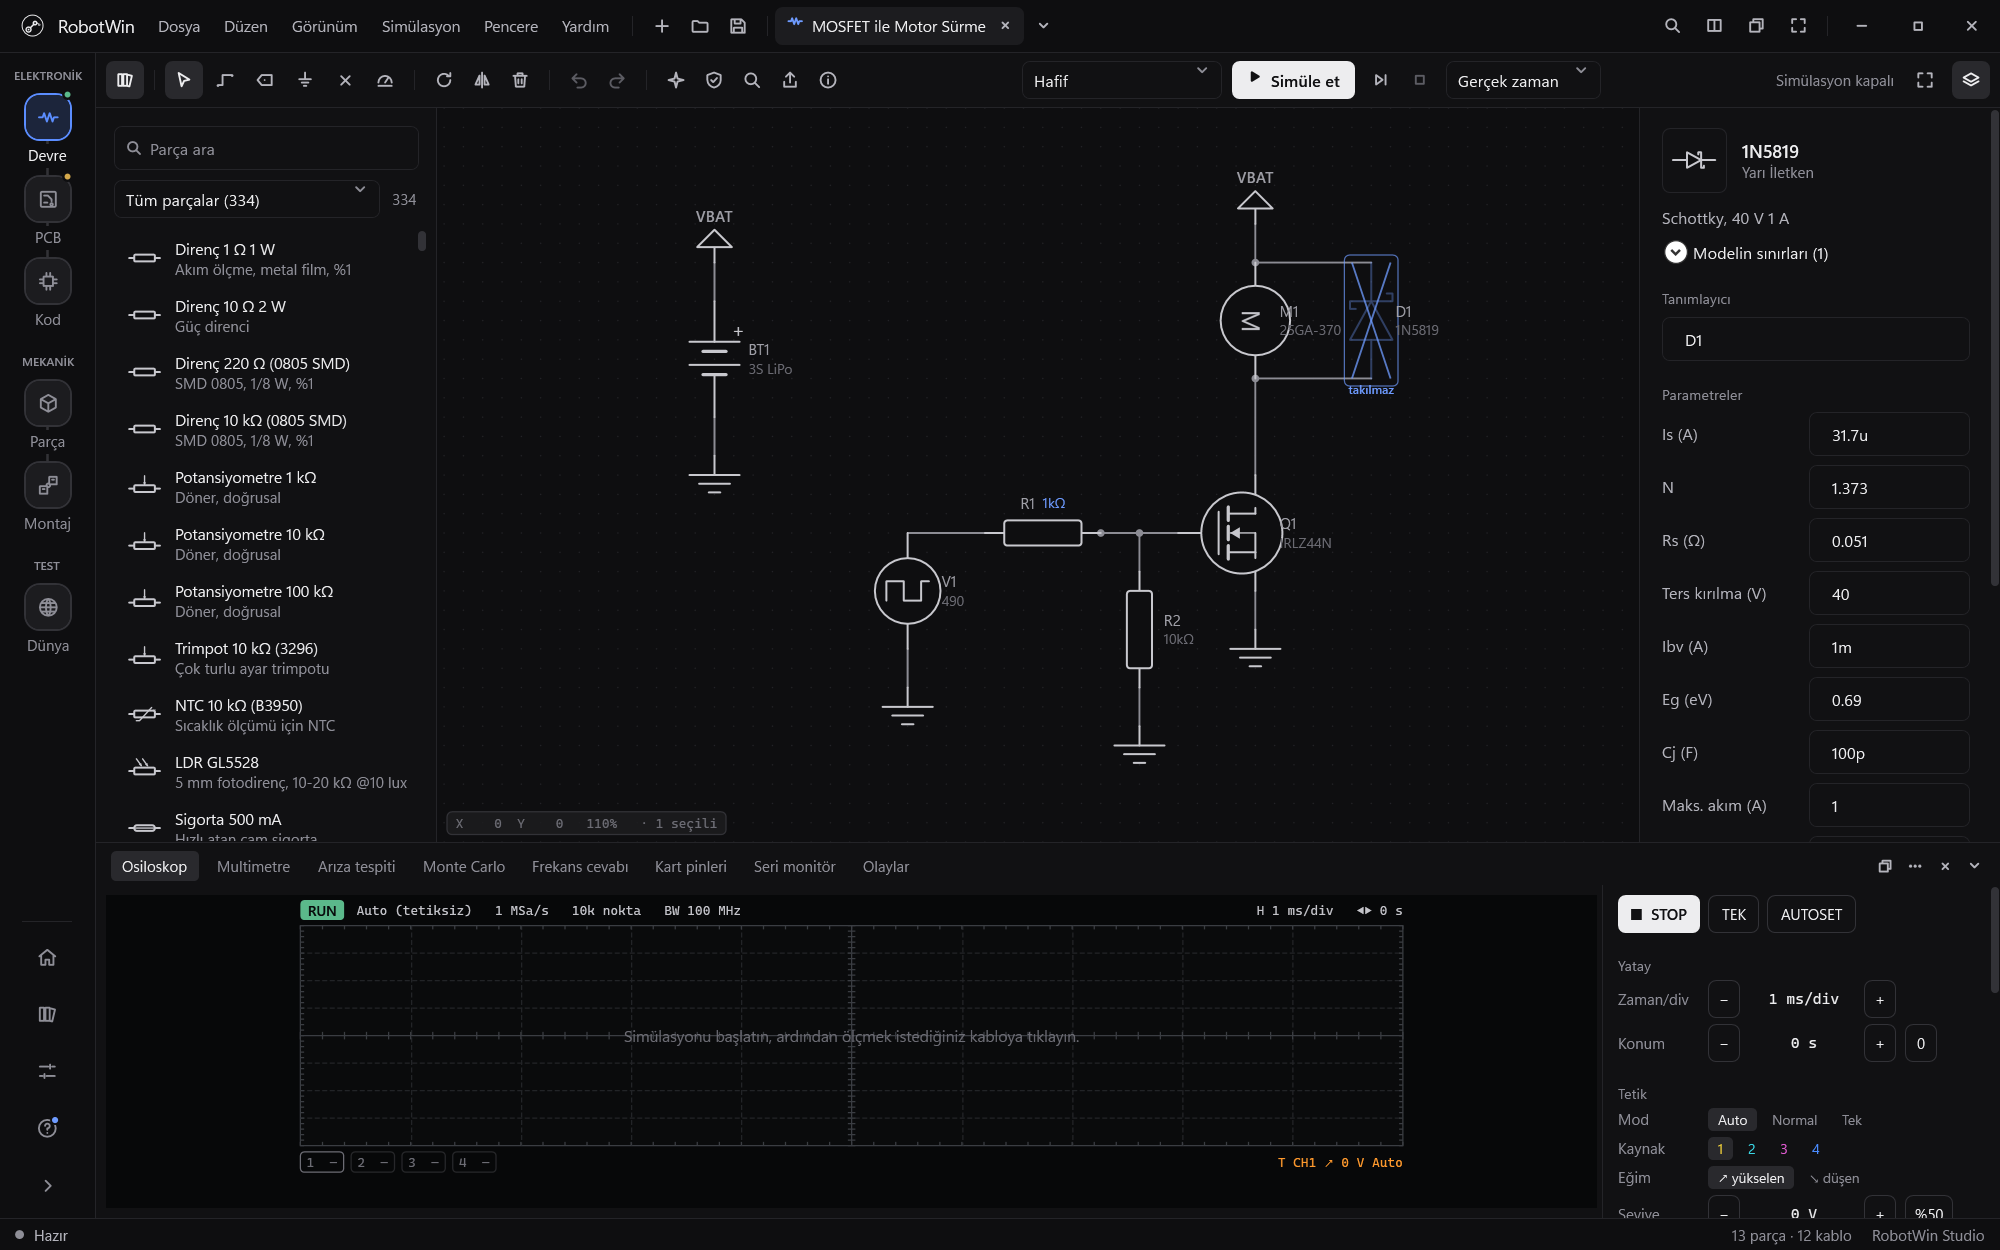 RobotWin Dosya Düzen Görünüm Simülasyon Pencere Yardım MOSFET ile Motor Sürme
ELEKTRONİK
Devre
PCB
Kod
MEKANİK
Parça
Montaj
TEST
Dünya
Hafif
Simüle et
Gerçek zaman
Simülasyon kapalı
Parça ara
Tüm parçalar (334) 334
Direnç 1 Ω 1 W
Akım ölçme, metal film, %1
Direnç 10 Ω 2 W
Güç direnci
Direnç 220 Ω (0805 SMD)
SMD 0805, 1/8 W, %1
Direnç 10 kΩ (0805 SMD)
SMD 0805, 1/8 W, %1
Potansiyometre 1 kΩ
Döner, doğrusal
Potansiyometre 10 kΩ
Döner, doğrusal
Potansiyometre 100 kΩ
Döner, doğrusal
Trimpot 10 kΩ (3296)
Çok turlu ayar trimpotu
NTC 10 kΩ (B3950)
Sıcaklık ölçümü için NTC
LDR GL5528
5 mm fotodirenç, 10-20 kΩ @10 lux
Sigorta 500 mA
Hızlı atan cam sigorta
VBAT
+
BT1
3S LiPo
VBAT
M
M1
25GA-370
D1
1N5819
takılmaz
R1 1kΩ
Q1
IRLZ44N
V1
490
R2
10kΩ
X 0 Y 0 110% · 1 seçili
1N5819
Yarı İletken
Schottky, 40 V 1 A
Modelin sınırları (1)
Tanımlayıcı
D1
Parametreler
Is (A) 31.7u
N 1.373
Rs (Ω) 0.051
Ters kırılma (V) 40
Ibv (A) 1m
Eg (eV) 0.69
Cj (F) 100p
Maks. akım (A) 1
Osiloskop Multimetre Arıza tespiti Monte Carlo Frekans cevabı Kart pinleri Seri monitör Olaylar
RUN Auto (tetiksiz) 1 MSa/s 10k nokta BW 100 MHz H 1 ms/div ◂▸ 0 s
Simülasyonu başlatın, ardından ölçmek istediğiniz kabloya tıklayın.
1 — 2 — 3 — 4 — T CH1 ↗ 0 V Auto
STOP TEK AUTOSET
Yatay
Zaman/div − 1 ms/div +
Konum − 0 s + 0
Tetik
Mod Auto Normal Tek
Kaynak 1 2 3 4
Eğim ↗ yükselen ↘ düşen
Seviye − 0 V + %50
Hazır
13 parça · 12 kablo RobotWin Studio